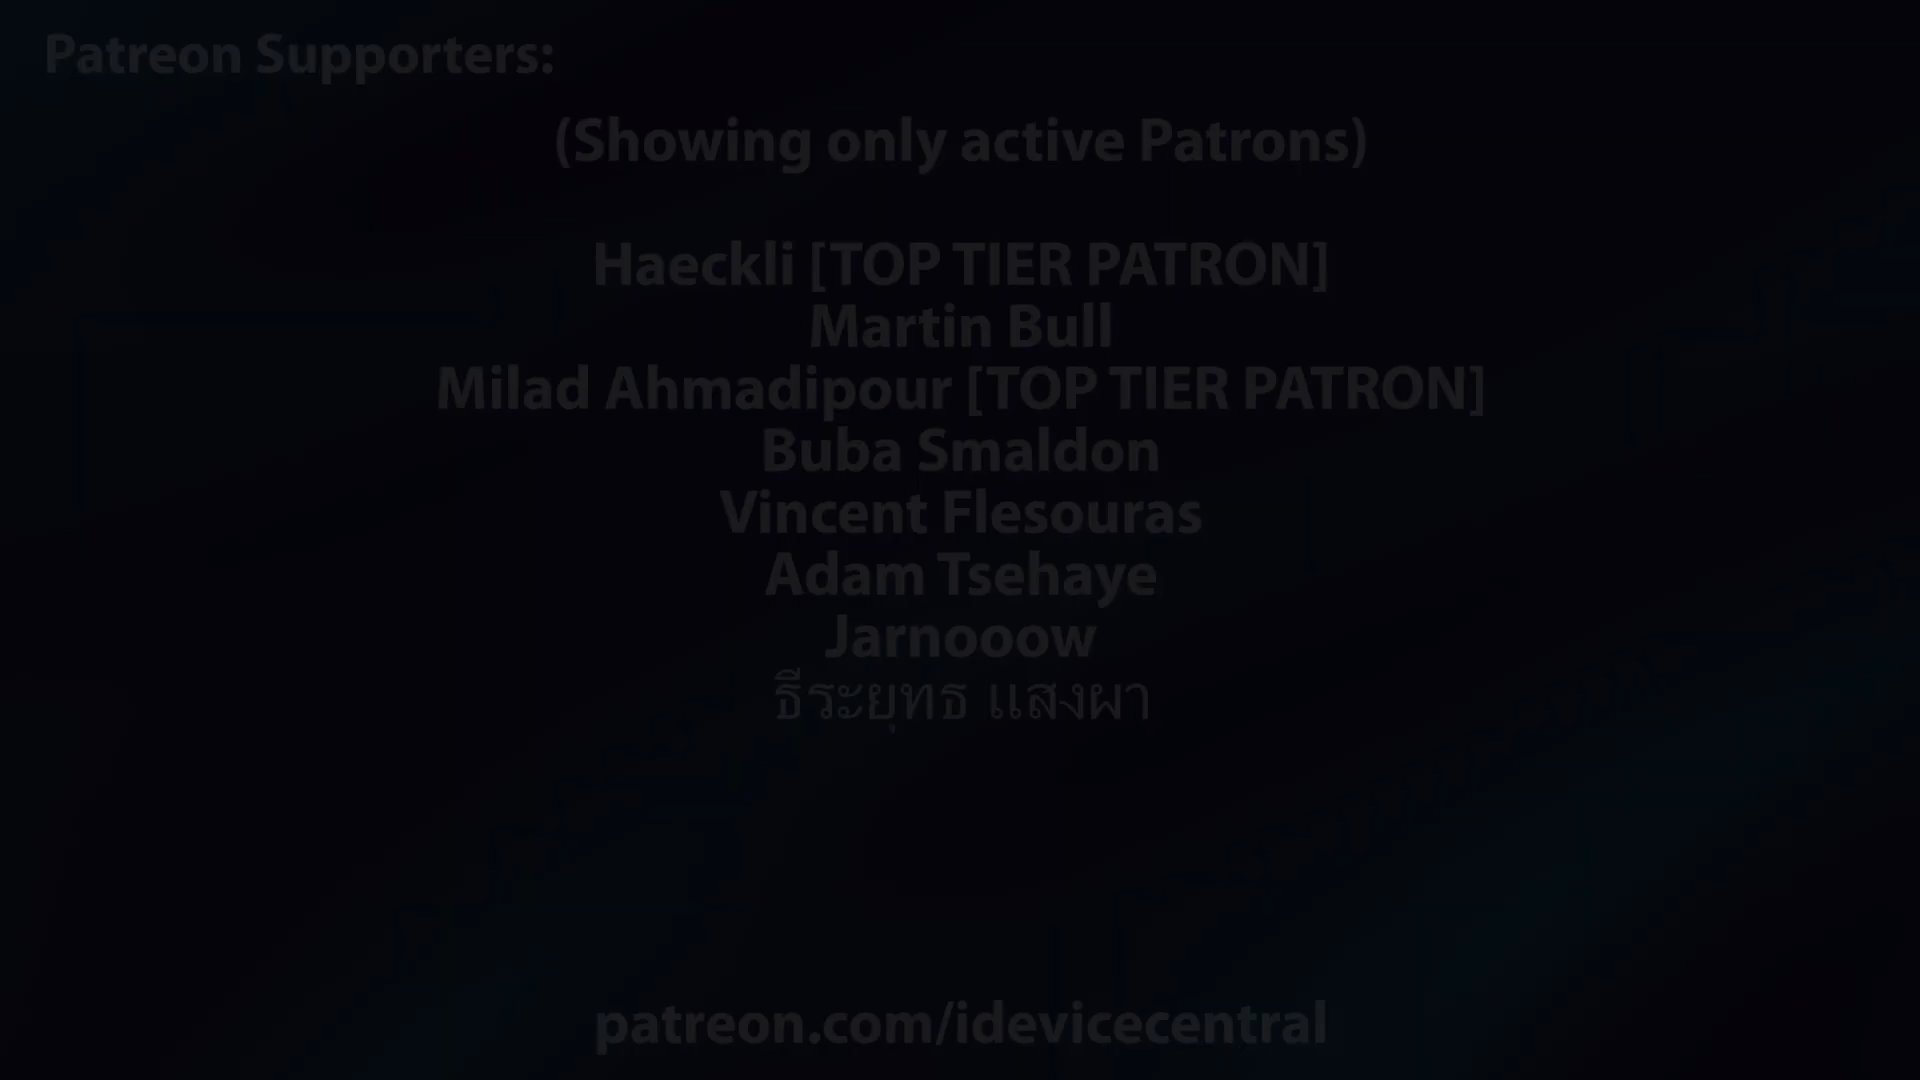 Patreon Supporters:
(Showing only active Patrons)
Haeckli [TOP TIER PATRON]
Martin Bull
Milad Ahmadipour [TOP TIER PATRON]
Buba Smaldon
Vincent Flesouras
Adam Tsehaye
Jarnooow
ธีระยุทธ แสงผา
patreon.com/idevicecentral